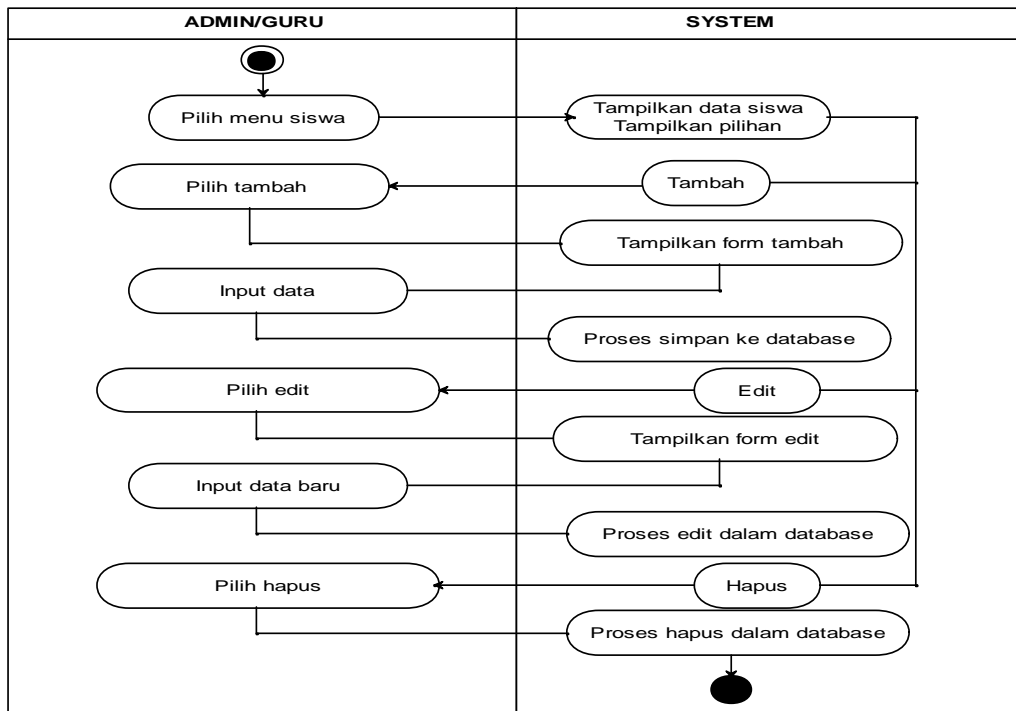 ADMIN/GURU
SYSTEM
Pilih menu siswa
Tampilkan data siswa
Tampilkan pilihan
Pilih tambah
Tambah
Tampilkan form tambah
Input data
Proses simpan ke database
Pilih edit
Edit
Tampilkan form edit
Input data baru
Proses edit dalam database
Pilih hapus
Hapus
Proses hapus dalam database